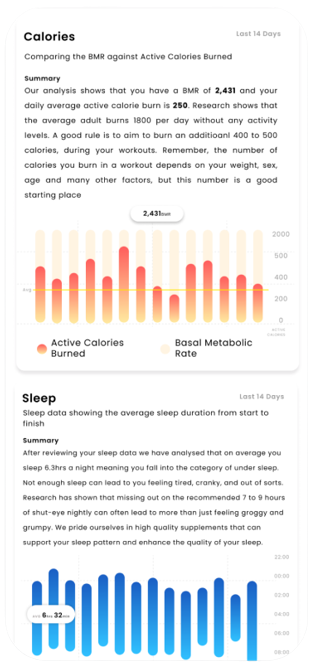 Calories
Last 14 Days
Comparing the BMR against Active Calories Burned
Summary
Our analysis shows that you have a BMR of 2,431 and your
daily average active calorie burn is 250. Research shows that
the average adult burns 1800 per day without any activity
levels. A good rule is to aim to burn an additioanl 400 to 500
calories, during your workouts. Remember, the number of
calories you burn in a workout depends on your weight, sex,
age and many other factors, but this number is a good
starting place
2,431
2000
500
400
Avg
200
0
ACTIVE
CALORIES
Active Calories
Burned
Basal Metabolic
Rate
Sleep
Last 14 Days
Sleep data showing the average sleep duration from start to
finish
Summary
After reviewing your sleep data we have analysed that on average you
sleep 6.3hrs a night meaning you fall into the category of under sleep.
Not enough sleep can lead to you feeling tired, cranky, and out of sorts.
Research has shown that missing out on the recommended 7 to 9 hours
of shut-eye nightly can often lead to more than just feeling groggy and
grumpy. We pride ourselves in high quality supplements that can
support your sleep pattern and enhance the quality of your sleep.
22:00
00:00
02:00
AVG 6hrs 32min
04:00
06:00
08:00